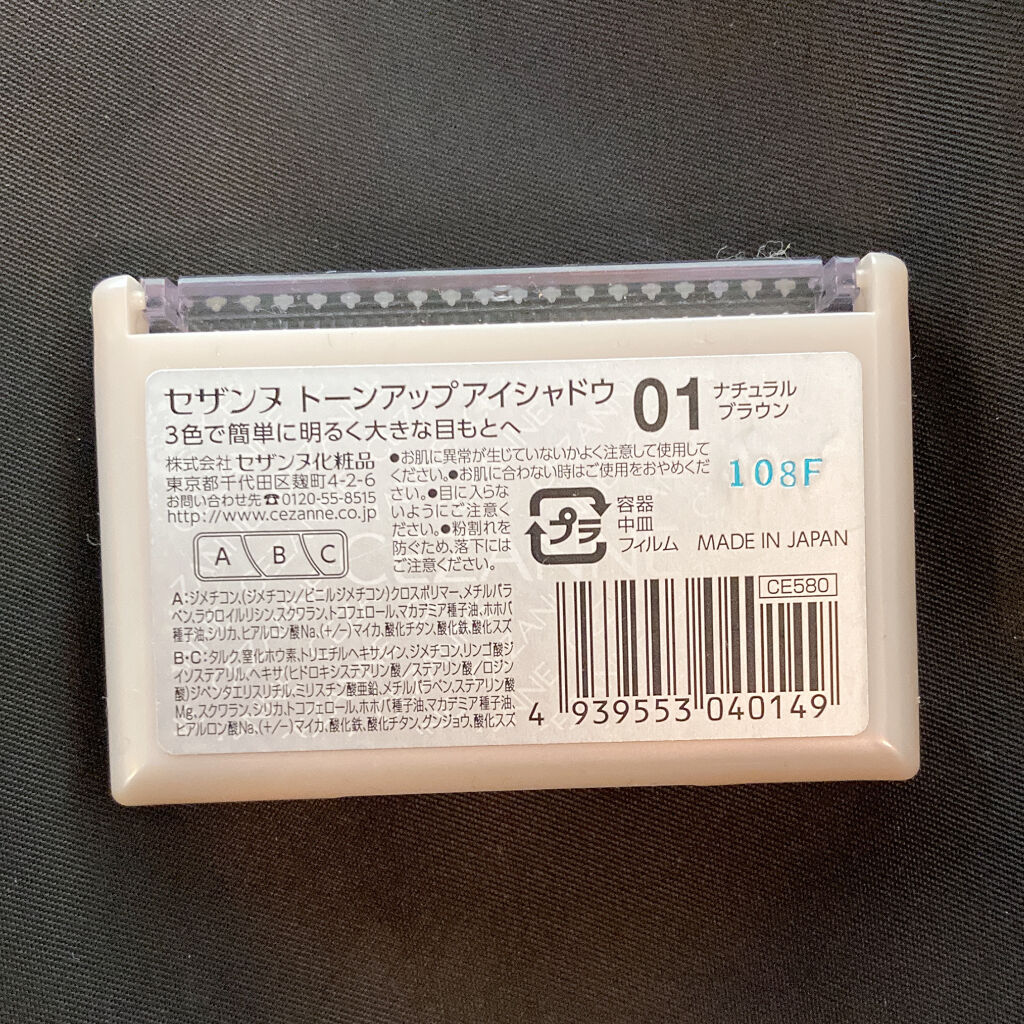 セザンヌ トーンアップアイシャドウ
3色で簡単に明るく大きな目もとへ
01
ナチュラル
ブラウン
株式会社 セザンヌ化粧品
東京都千代田区麹町4-2-6
お問い合わせ先☎0120-55-8515
http://www.cezanne.co.jp
●お肌に異常が生じていないかよく注意して使用して
ください。●お肌に合わない時はご使用をおやめくだ
さい。●目に入らな
いようにご注意くだ
さい。●粉割れを
防ぐため、落下には
ご注意ください。
108F
プラ
容器
中皿
フィルム
MADE IN JAPAN
A B C
A:ジメチコン、(ジメチコン/ビニルジメチコン)クロスポリマー、メチルパラ
ベン、ラウロイルリシン、スクワラン、トコフェロール、マカデミア種子油、ホホバ
種子油、シリカ、ヒアルロン酸Na、(+/−)マイカ、酸化チタン、酸化鉄、酸化スズ
B・C:タルク、窒化ホウ素、トリエチルヘキサノイン、ジメチコン、リンゴ酸ジ
イソステアリル、ヘキサ(ヒドロキシステアリン酸/ステアリン酸/ロジン
酸)ジペンタエリスリチル、ミリスチン酸亜鉛、メチルパラベン、ステアリン酸
Mg、スクワラン、シリカ、トコフェロール、ホホバ種子油、マカデミア種子油、
ヒアルロン酸Na、(+/−)マイカ、酸化鉄、酸化チタン、グンジョウ、酸化スズ
CE580
4 939553 040149